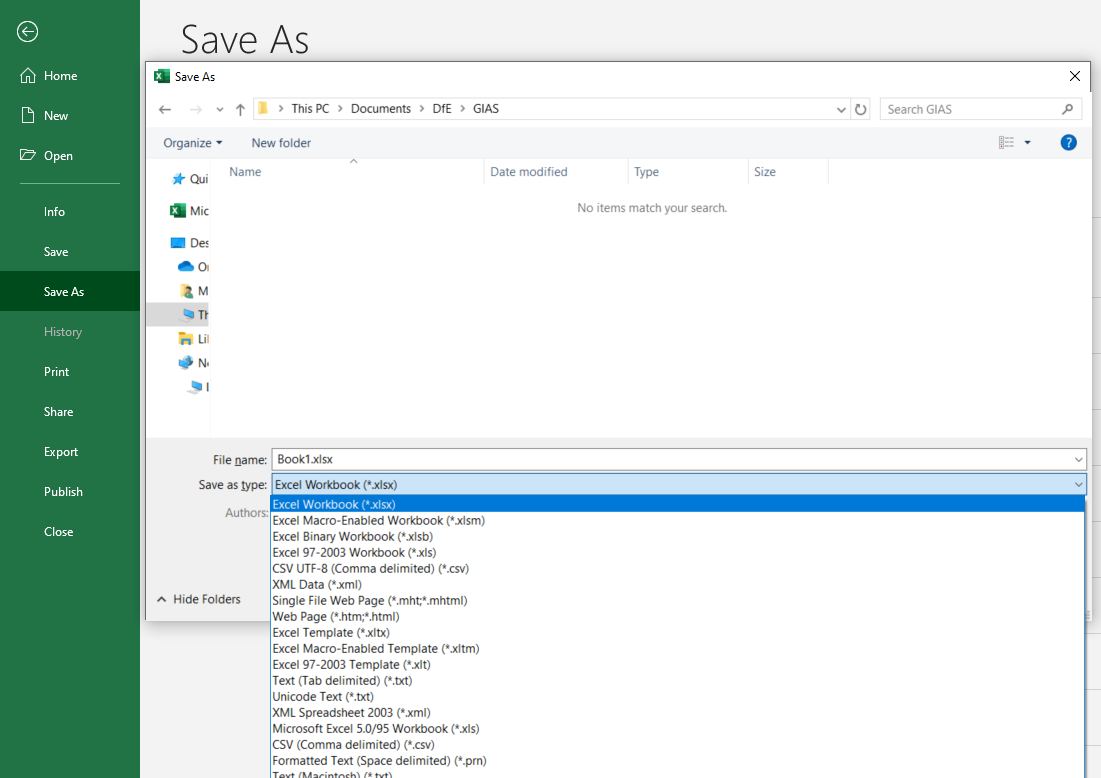 Save As
Save As
Home
New
Open
Info
Save
Save As
History
Print
Share
Export
Publish
Close
This PC > Documents > DfE > GIAS
Search GIAS
Organize
New folder
?
Name
Date modified
Type
Size
No items match your search.
Qui
Mic
Des
On
M
Th
Lil
Ne
File name: Book1.xlsx
Save as type: Excel Workbook (*.xlsx)
Authors:
Excel Workbook (*.xlsx)
Excel Macro-Enabled Workbook (*.xlsm)
Excel Binary Workbook (*.xlsb)
Excel 97-2003 Workbook (*.xls)
CSV UTF-8 (Comma delimited) (*.csv)
XML Data (*.xml)
Single File Web Page (*.mht;*.mhtml)
Web Page (*.htm;*.html)
Excel Template (*.xltx)
Excel Macro-Enabled Template (*.xltm)
Excel 97-2003 Template (*.xlt)
Text (Tab delimited) (*.txt)
Unicode Text (*.txt)
XML Spreadsheet 2003 (*.xml)
Microsoft Excel 5.0/95 Workbook (*.xls)
CSV (Comma delimited) (*.csv)
Formatted Text (Space delimited) (*.prn)
Text (Macintosh) (*.txt)
Hide Folders